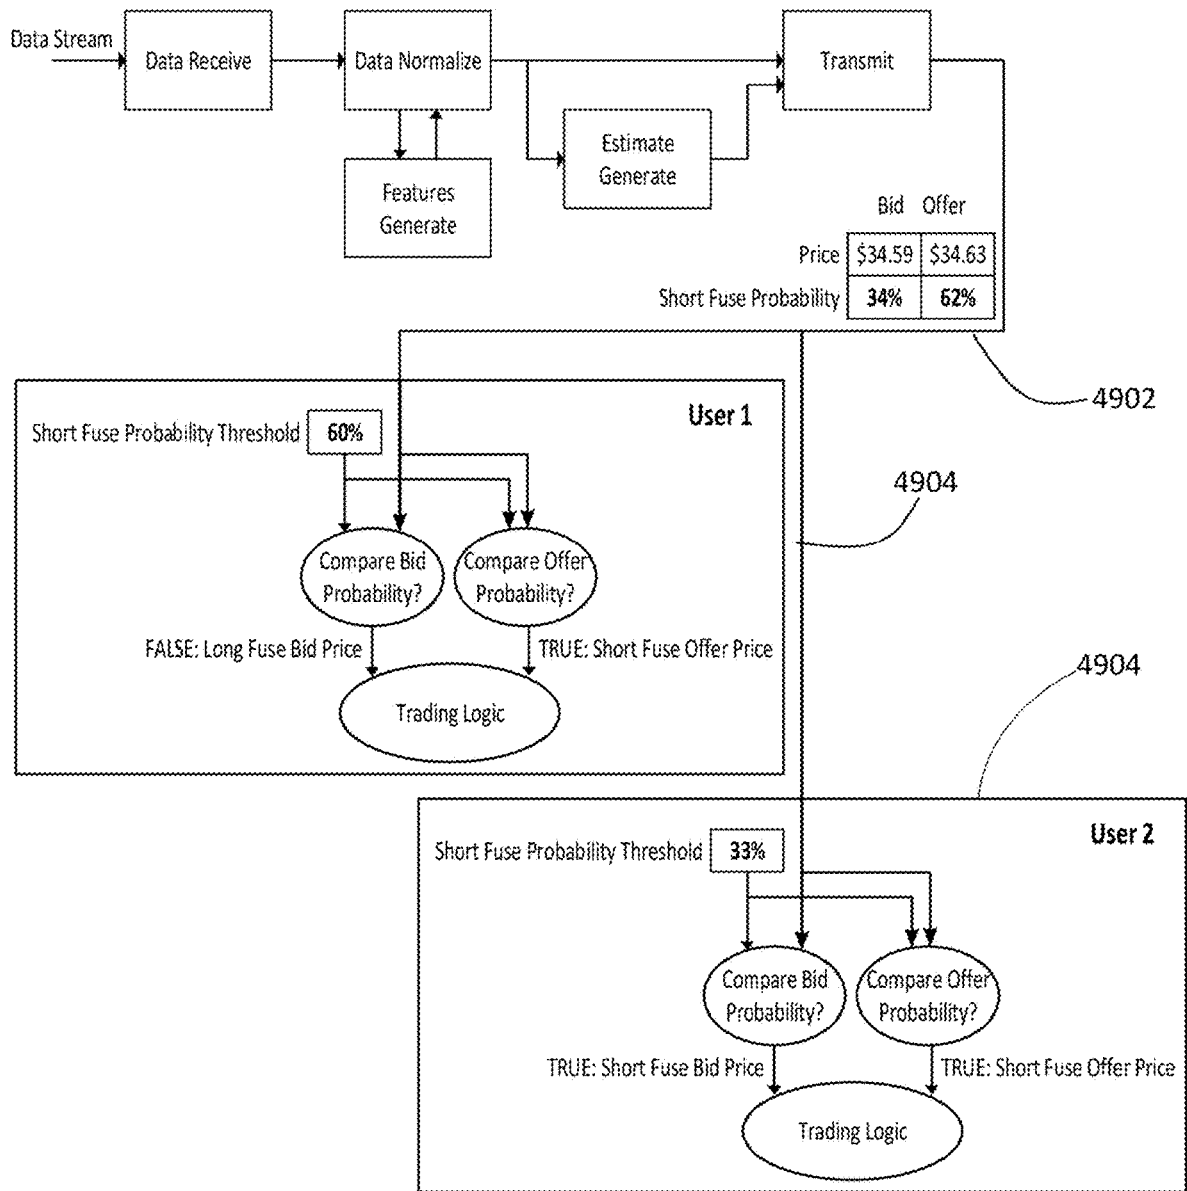 Data Stream
Data Receive
Data Normalize
Transmit
Estimate
Generate
Features
Generate
Bid Offer
Price $34.59 $34.63
Short Fuse Probability 34% 62%
4902
User 1
Short Fuse Probability Threshold 60%
4904
Compare Bid
Probability?
Compare Offer
Probability?
FALSE: Long Fuse Bid Price
TRUE: Short Fuse Offer Price
Trading Logic
4904
User 2
Short Fuse Probability Threshold 33%
Compare Bid
Probability?
Compare Offer
Probability?
TRUE: Short Fuse Bid Price
TRUE: Short Fuse Offer Price
Trading Logic